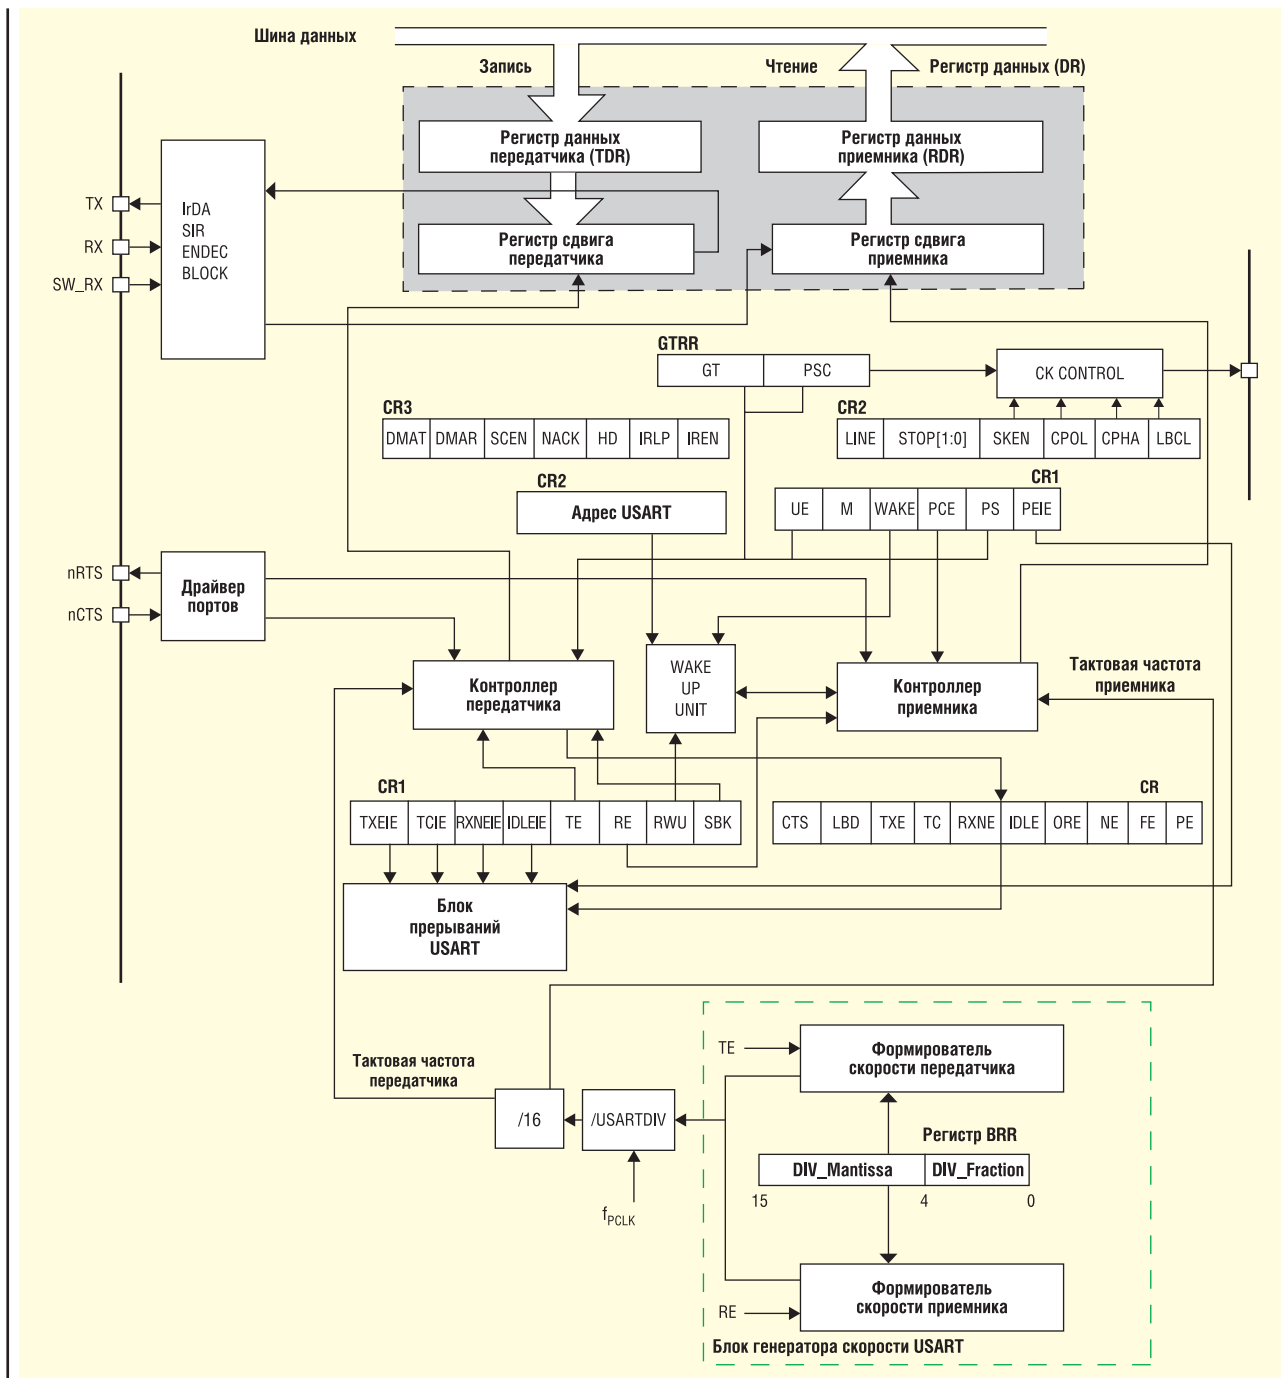 Шина данных
Запись
Чтение
Регистр данных (DR)
Регистр данных
передатчика (TDR)
Регистр данных
приемника (RDR)
TX
RX
SW_RX
IrDA
SIR
ENDEC
BLOCK
Регистр сдвига
передатчика
Регистр сдвига
приемника
GTRR
GT PSC
CK CONTROL
CR3
DMAT DMAR SCEN NACK HD IRLP IREN
CR2
LINE STOP[1:0] SKEN CPOL CPHA LBCL
CR2
Адрес USART
CR1
UE M WAKE PCE PS PEIE
nRTS
nCTS
Драйвер
портов
Контроллер
передатчика
WAKE
UP
UNIT
Контроллер
приемника
Тактовая частота
приемника
CR1
TXEIE TCIE RXNEIE IDLEIE TE RE RWU SBK
CR
CTS LBD TXE TC RXNE IDLE ORE NE FE PE
Блок
прерываний
USART
Тактовая частота
передатчика
/16
/USARTDIV
fPCLK
TE
Формирователь
скорости передатчика
Регистр BRR
DIV_Mantissa DIV_Fraction
15 4 0
Формирователь
скорости приемника
RE
Блок генератора скорости USART